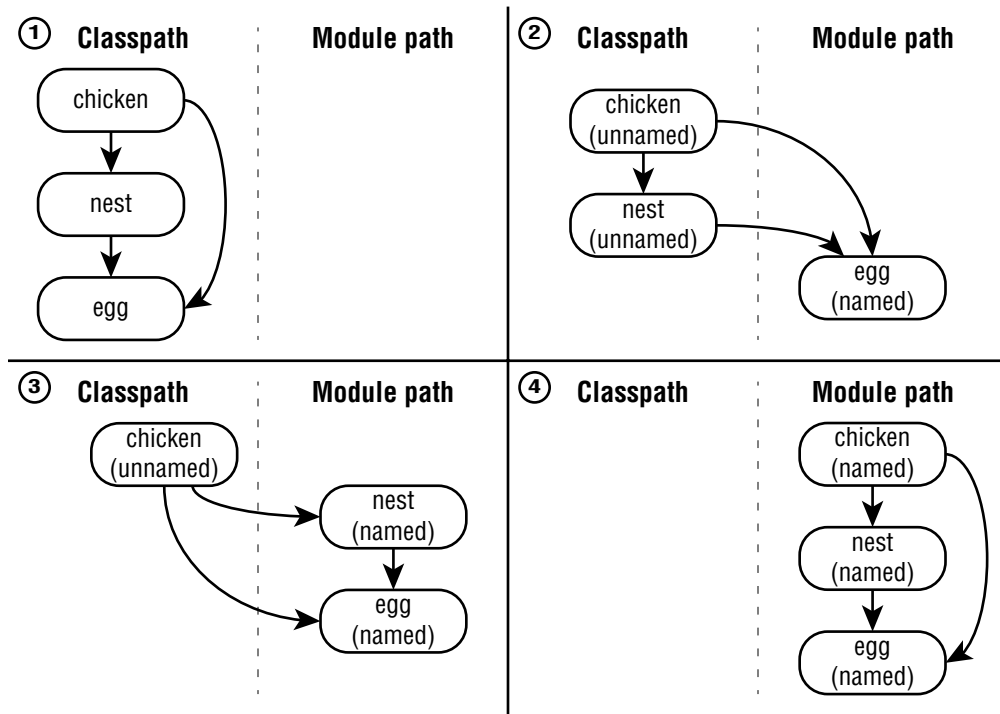 1 Classpath Module path
chicken
nest
egg
2 Classpath Module path
chicken
(unnamed)
nest
(unnamed)
egg
(named)
3 Classpath Module path
chicken
(unnamed)
nest
(named)
egg
(named)
4 Classpath Module path
chicken
(named)
nest
(named)
egg
(named)